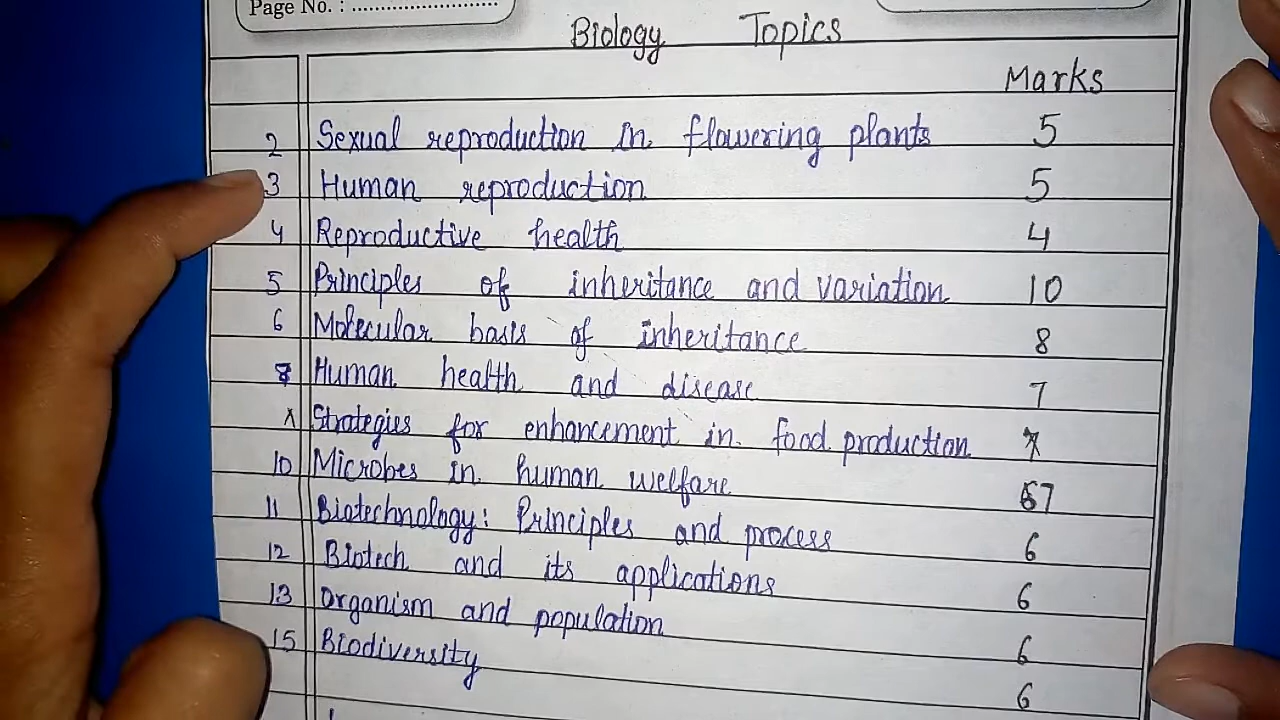 Page No. : ..........................
Biology Topics
Marks
2 Sexual reproduction in flowering plants 5
3 Human reproduction 5
4 Reproductive health 4
5 Principles of inheritance and variation 10
6 Molecular basis of inheritance 8
8 Human health and disease 7
x Strategies for enhancement in food production x
10 Microbes in human welfare 7
11 Biotechnology: Principles and process 6
12 Biotech and its applications 6
13 Organism and population 6
15 Biodiversity 6